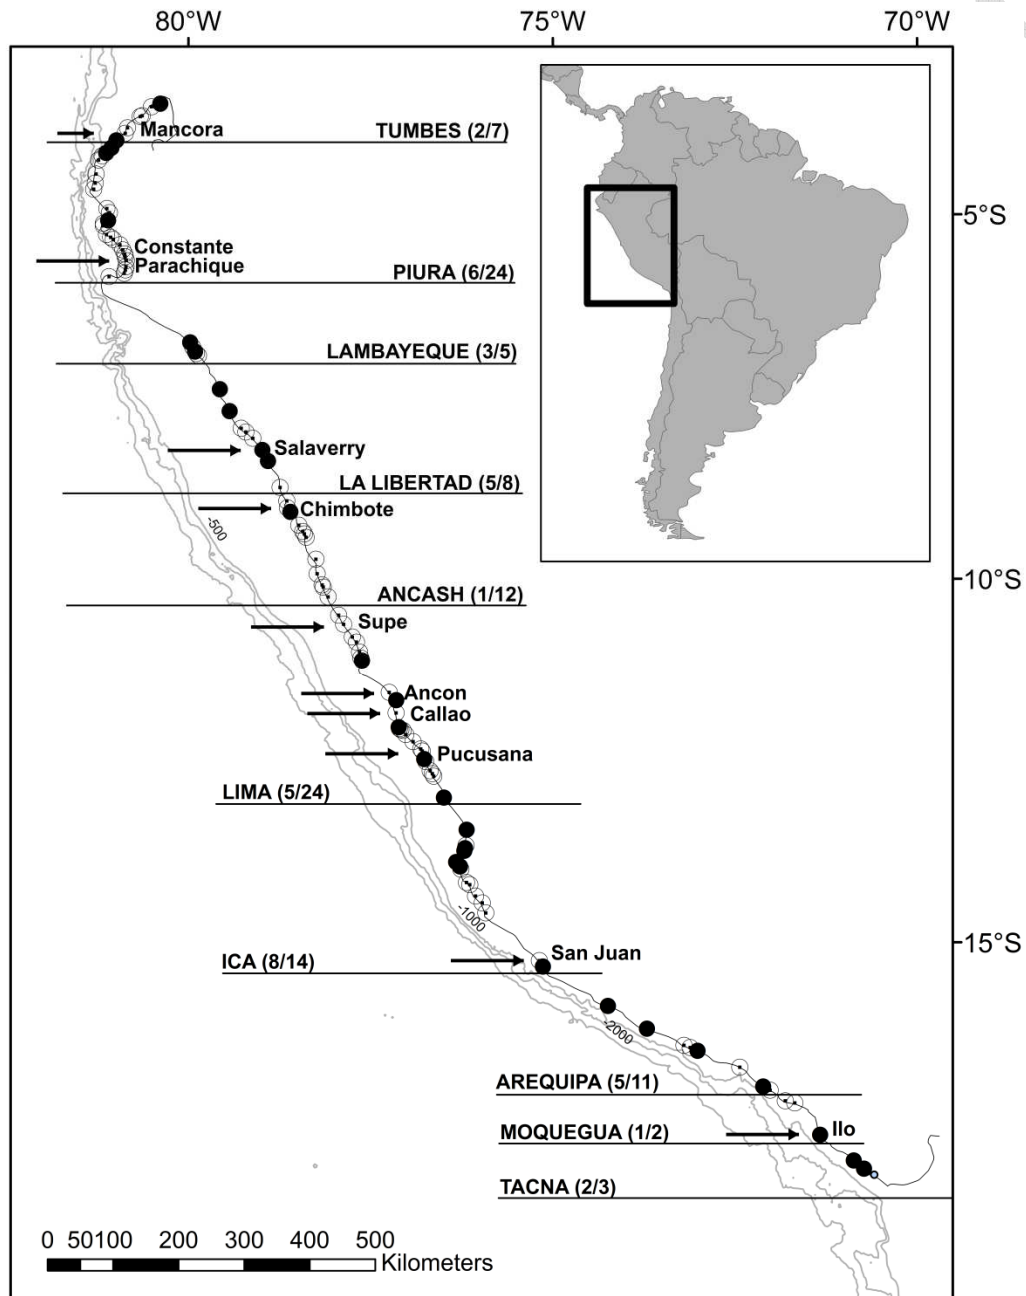 80°W 75°W 70°W
Mancora
TUMBES (2/7)
5°S
Constante
Parachique
PIURA (6/24)
LAMBAYEQUE (3/5)
Salaverry
LA LIBERTAD (5/8)
Chimbote
-500
10°S
ANCASH (1/12)
Supe
Ancon
Callao
Pucusana
LIMA (5/24)
-1000
15°S
San Juan
ICA (8/14)
-2000
AREQUIPA (5/11)
Ilo
MOQUEGUA (1/2)
TACNA (2/3)
0 50 100 200 300 400 500
Kilometers